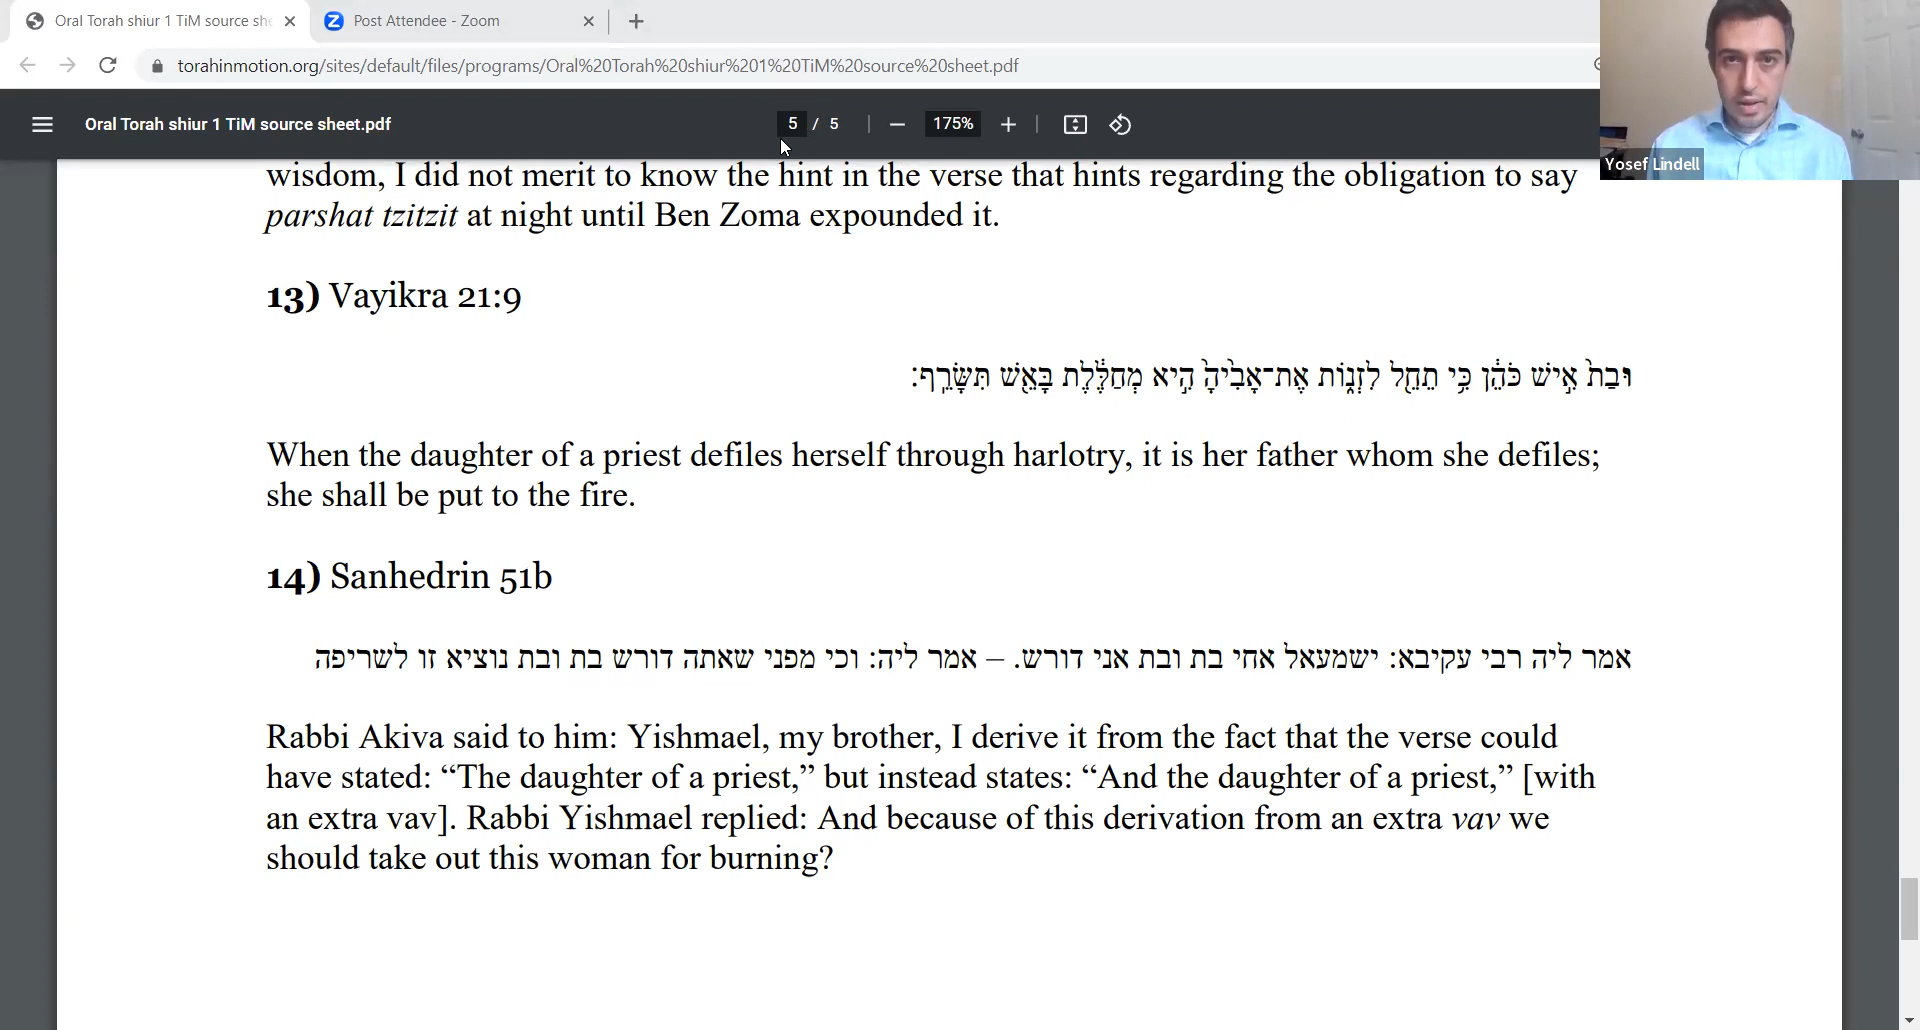 Oral Torah shiur 1 TiM source she
Post Attendee - Zoom
torahinmotion.org/sites/default/files/programs/Oral%20Torah%20shiur%201%20TiM%20source%20sheet.pdf
Oral Torah shiur 1 TiM source sheet.pdf
5 / 5
175%
Yosef Lindell
wisdom, I did not merit to know the hint in the verse that hints regarding the obligation to say
parshat tzitzit at night until Ben Zoma expounded it.
13) Vayikra 21:9
וּבַת֙ אִ֣ישׁ כֹּהֵ֔ן כִּ֥י תֵחֵ֖ל לִזְנ֑וֹת אֶת־אָבִ֙יהָ֙ הִ֣יא מְחַלֶּ֔לֶת בָּאֵ֖שׁ תִּשָּׂרֵֽף׃
When the daughter of a priest defiles herself through harlotry, it is her father whom she defiles;
she shall be put to the fire.
14) Sanhedrin 51b
אמר ליה רבי עקיבא: ישמעאל אחי בת ובת אני דורש. – אמר ליה: וכי מפני שאתה דורש בת ובת נוציא זו לשריפה
Rabbi Akiva said to him: Yishmael, my brother, I derive it from the fact that the verse could
have stated: “The daughter of a priest,” but instead states: “And the daughter of a priest,” [with
an extra vav]. Rabbi Yishmael replied: And because of this derivation from an extra vav we
should take out this woman for burning?